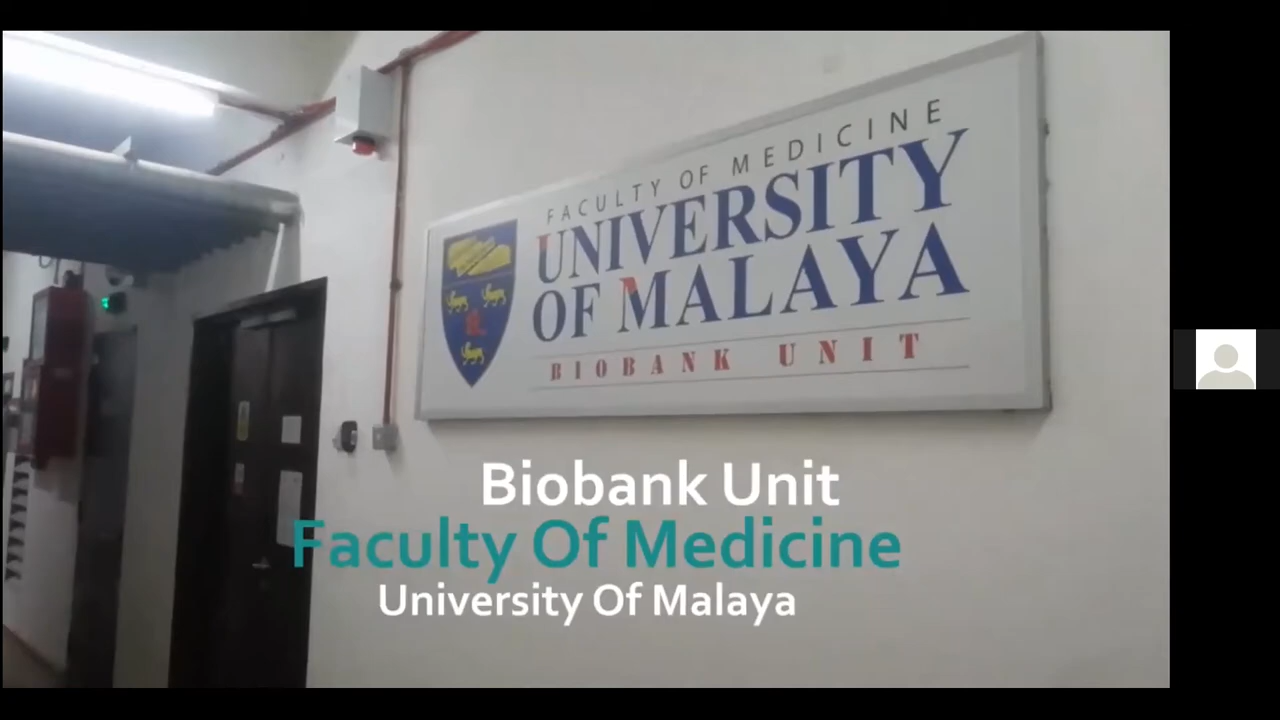 FACULTY OF MEDICINE
UNIVERSITY
OF MALAYA
BIOBANK UNIT
Biobank Unit
Faculty Of Medicine
University Of Malaya